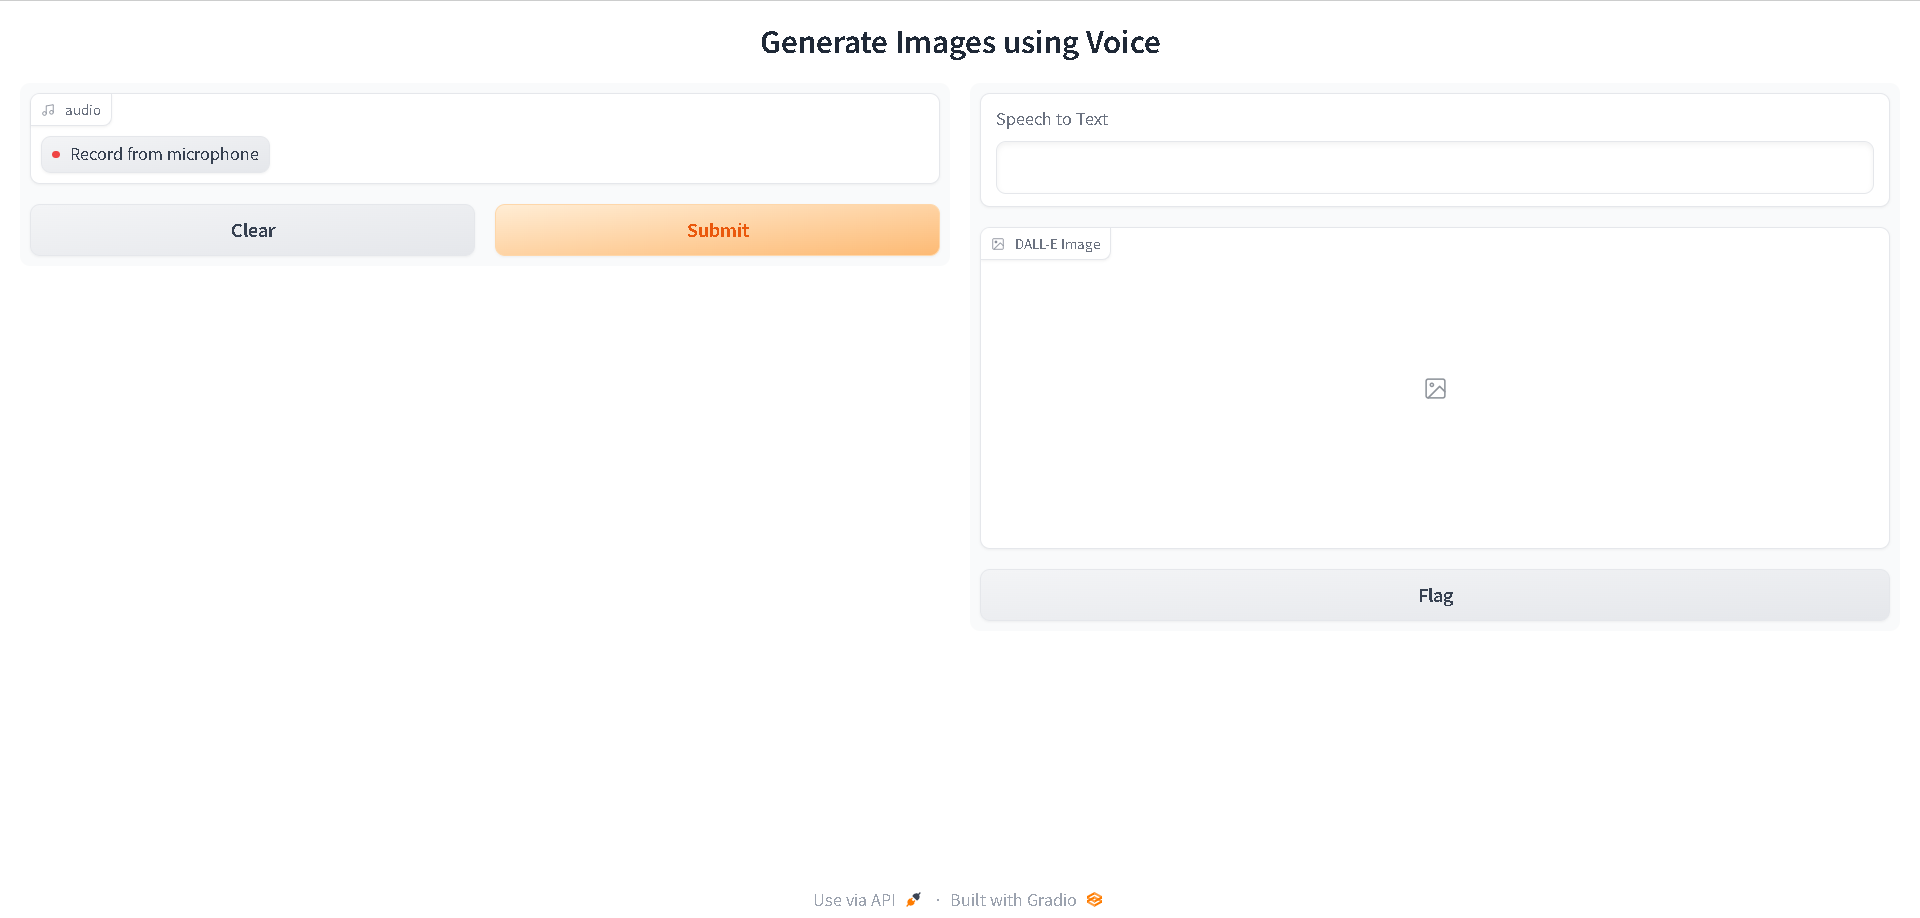 Generate Images using Voice
audio
Record from microphone
Clear
Submit
Speech to Text
DALL-E Image
Flag
Use via API · Built with Gradio